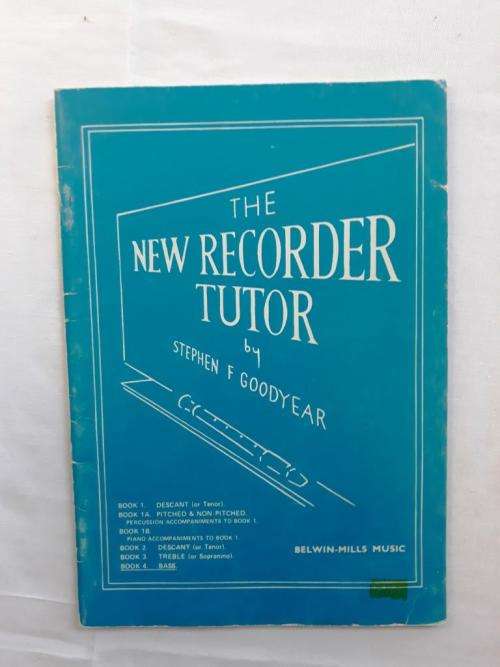 THE
NEW RECORDER
TUTOR
by
STEPHEN F GOODYEAR
BOOK 1. DESCANT (or Tenor)
BOOK 1A. PITCHED & NON-PITCHED.
PERCUSSION ACCOMPANIMENTS TO BOOK 1.
BOOK 1B.
PIANO ACCOMPANIMENTS TO BOOK 1
BOOK 2. DESCANT (or Tenor).
BOOK 3. TREBLE (or Sopranino).
BOOK 4. BASS.
BELWIN-MILLS MUSIC